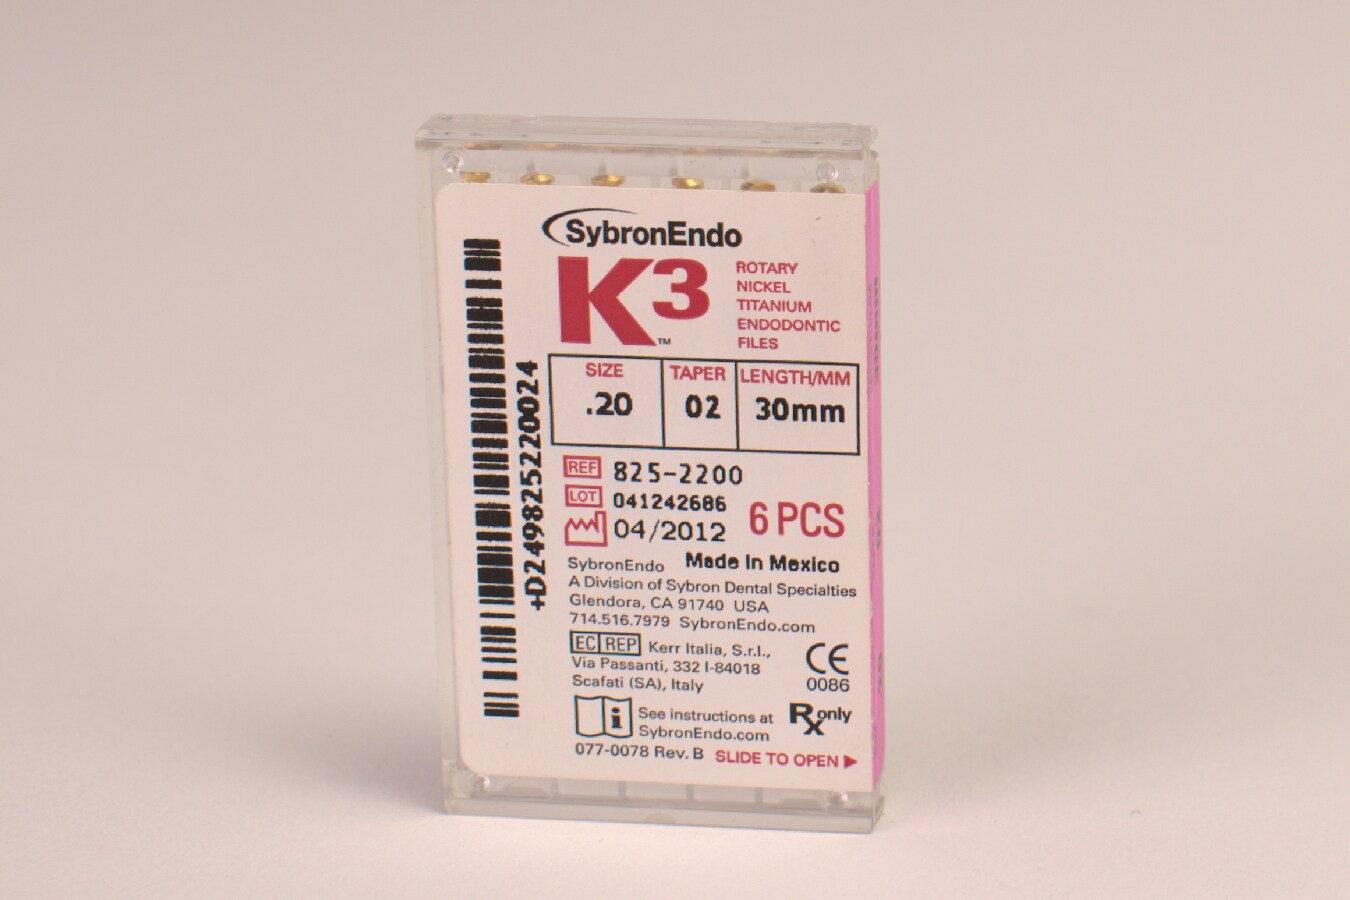 SybronEndo
K3™
ROTARY
NICKEL
TITANIUM
ENDODONTIC
FILES
SIZE TAPER LENGTH/MM
.20 02 30mm
REF 825-2200
LOT 041242686
04/2012 6 PCS
SybronEndo Made In Mexico
A Division of Sybron Dental Specialties
Glendora, CA 91740 USA
714.516.7979 SybronEndo.com
EC REP Kerr Italia, S.r.l.,
Via Passanti, 332 I-84018
Scafati (SA), Italy
CE
0086
i See instructions at
SybronEndo.com
Rx only
077-0078 Rev. B SLIDE TO OPEN ▶
+D249825220024